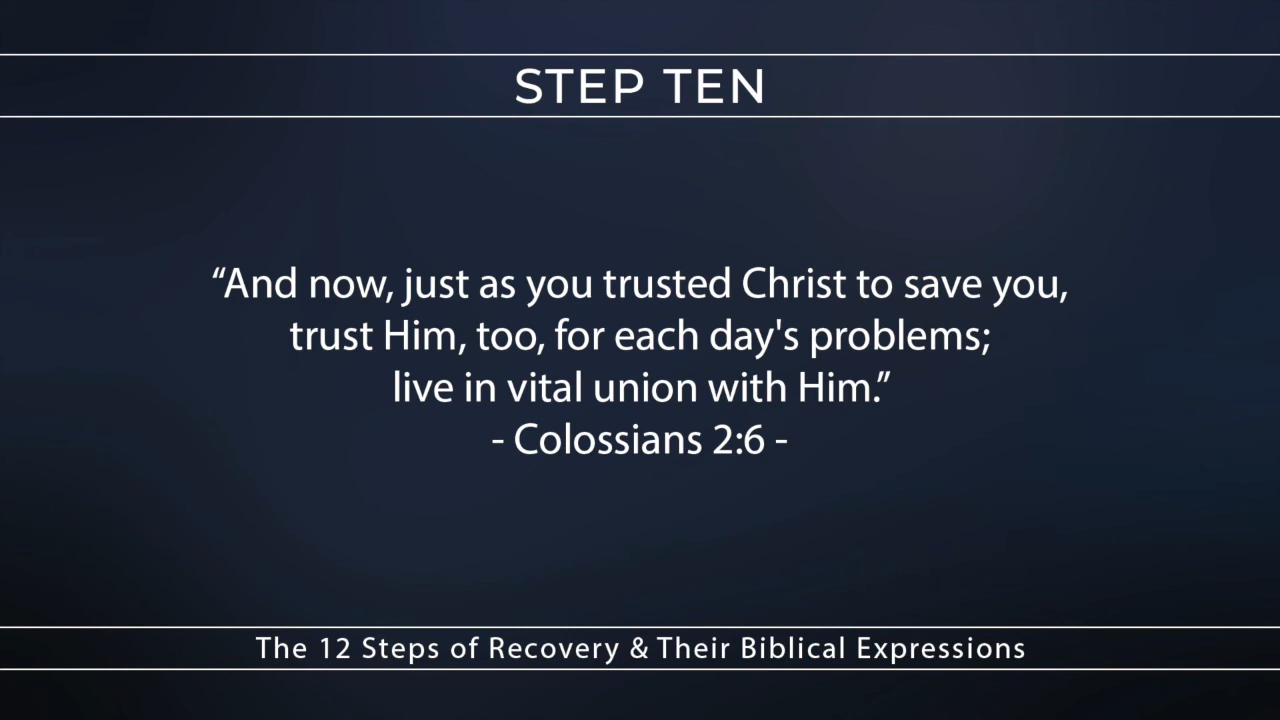 STEP TEN
“And now, just as you trusted Christ to save you,
trust Him, too, for each day's problems;
live in vital union with Him.”
- Colossians 2:6 -
The 12 Steps of Recovery & Their Biblical Expressions